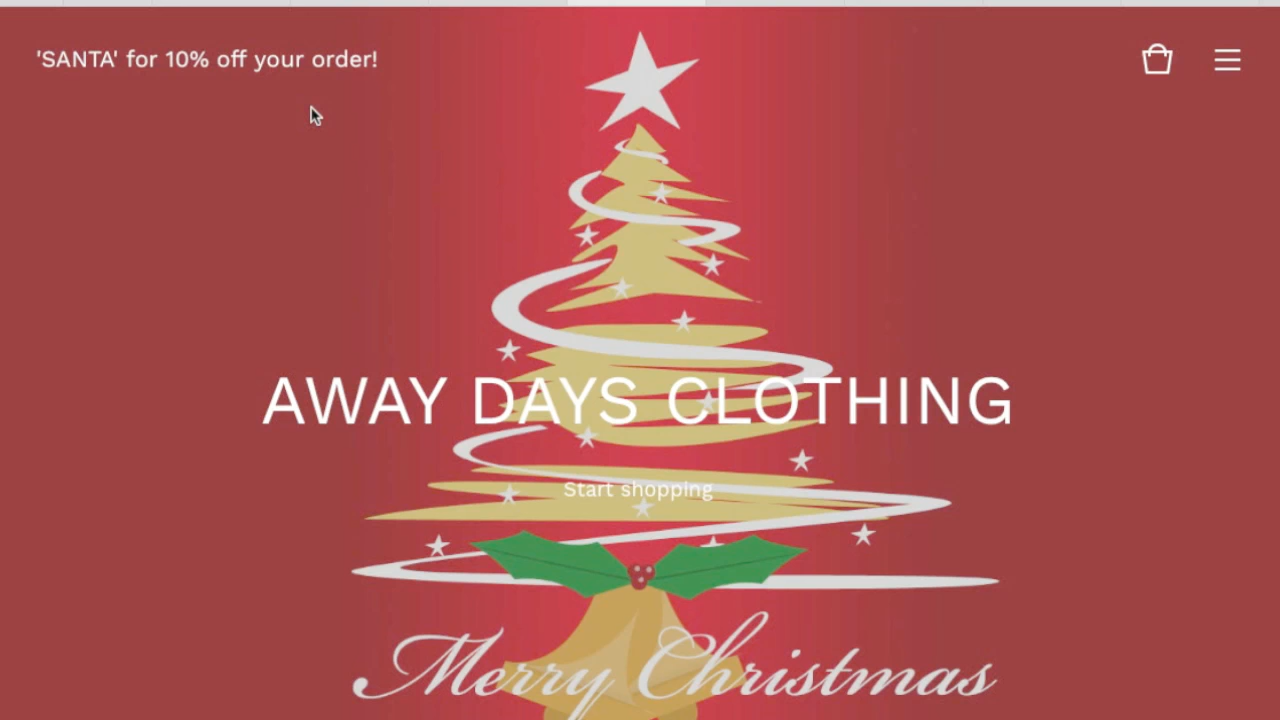 'SANTA' for 10% off your order!
AWAY DAYS CLOTHING
Start shopping
Merry Christmas